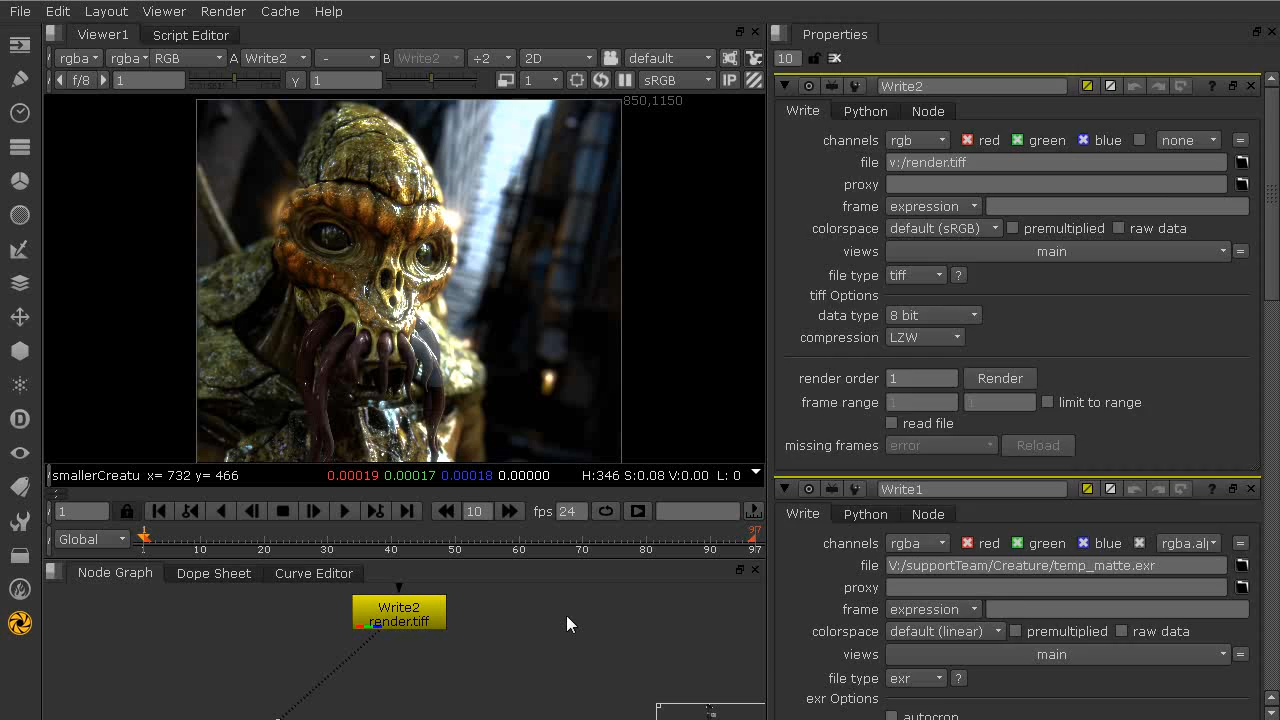 File Edit Layout Viewer Render Cache Help
Viewer1 Script Editor
rgba rgba RGB A Write2 - B Write2 ÷2 2D default
f/8 1 Y 1 1 sRGB IP
850,1150
smallerCreatu x= 732 y= 466 0.00019 0.00017 0.00018 0.00000 H:346 S:0.08 V:0.00 L: 0
1 10 fps 24
Global 1 10 20 30 40 50 60 70 80 90 97
97
Node Graph Dope Sheet Curve Editor
Write2
render.tiff
Properties
10
Write2
Write Python Node
channels rgb red green blue none =
file v:/render.tiff
proxy
frame expression
colorspace default (sRGB) premultiplied raw data
views main =
file type tiff ?
tiff Options
data type 8 bit
compression LZW
render order 1 Render
frame range 1 1 limit to range
read file
missing frames error Reload
Write1
Write Python Node
channels rgba red green blue rgba.al =
file V:/supportTeam/Creature/temp_matte.exr
proxy
frame expression
colorspace default (linear) premultiplied raw data
views main =
file type exr ?
exr Options
autocrop